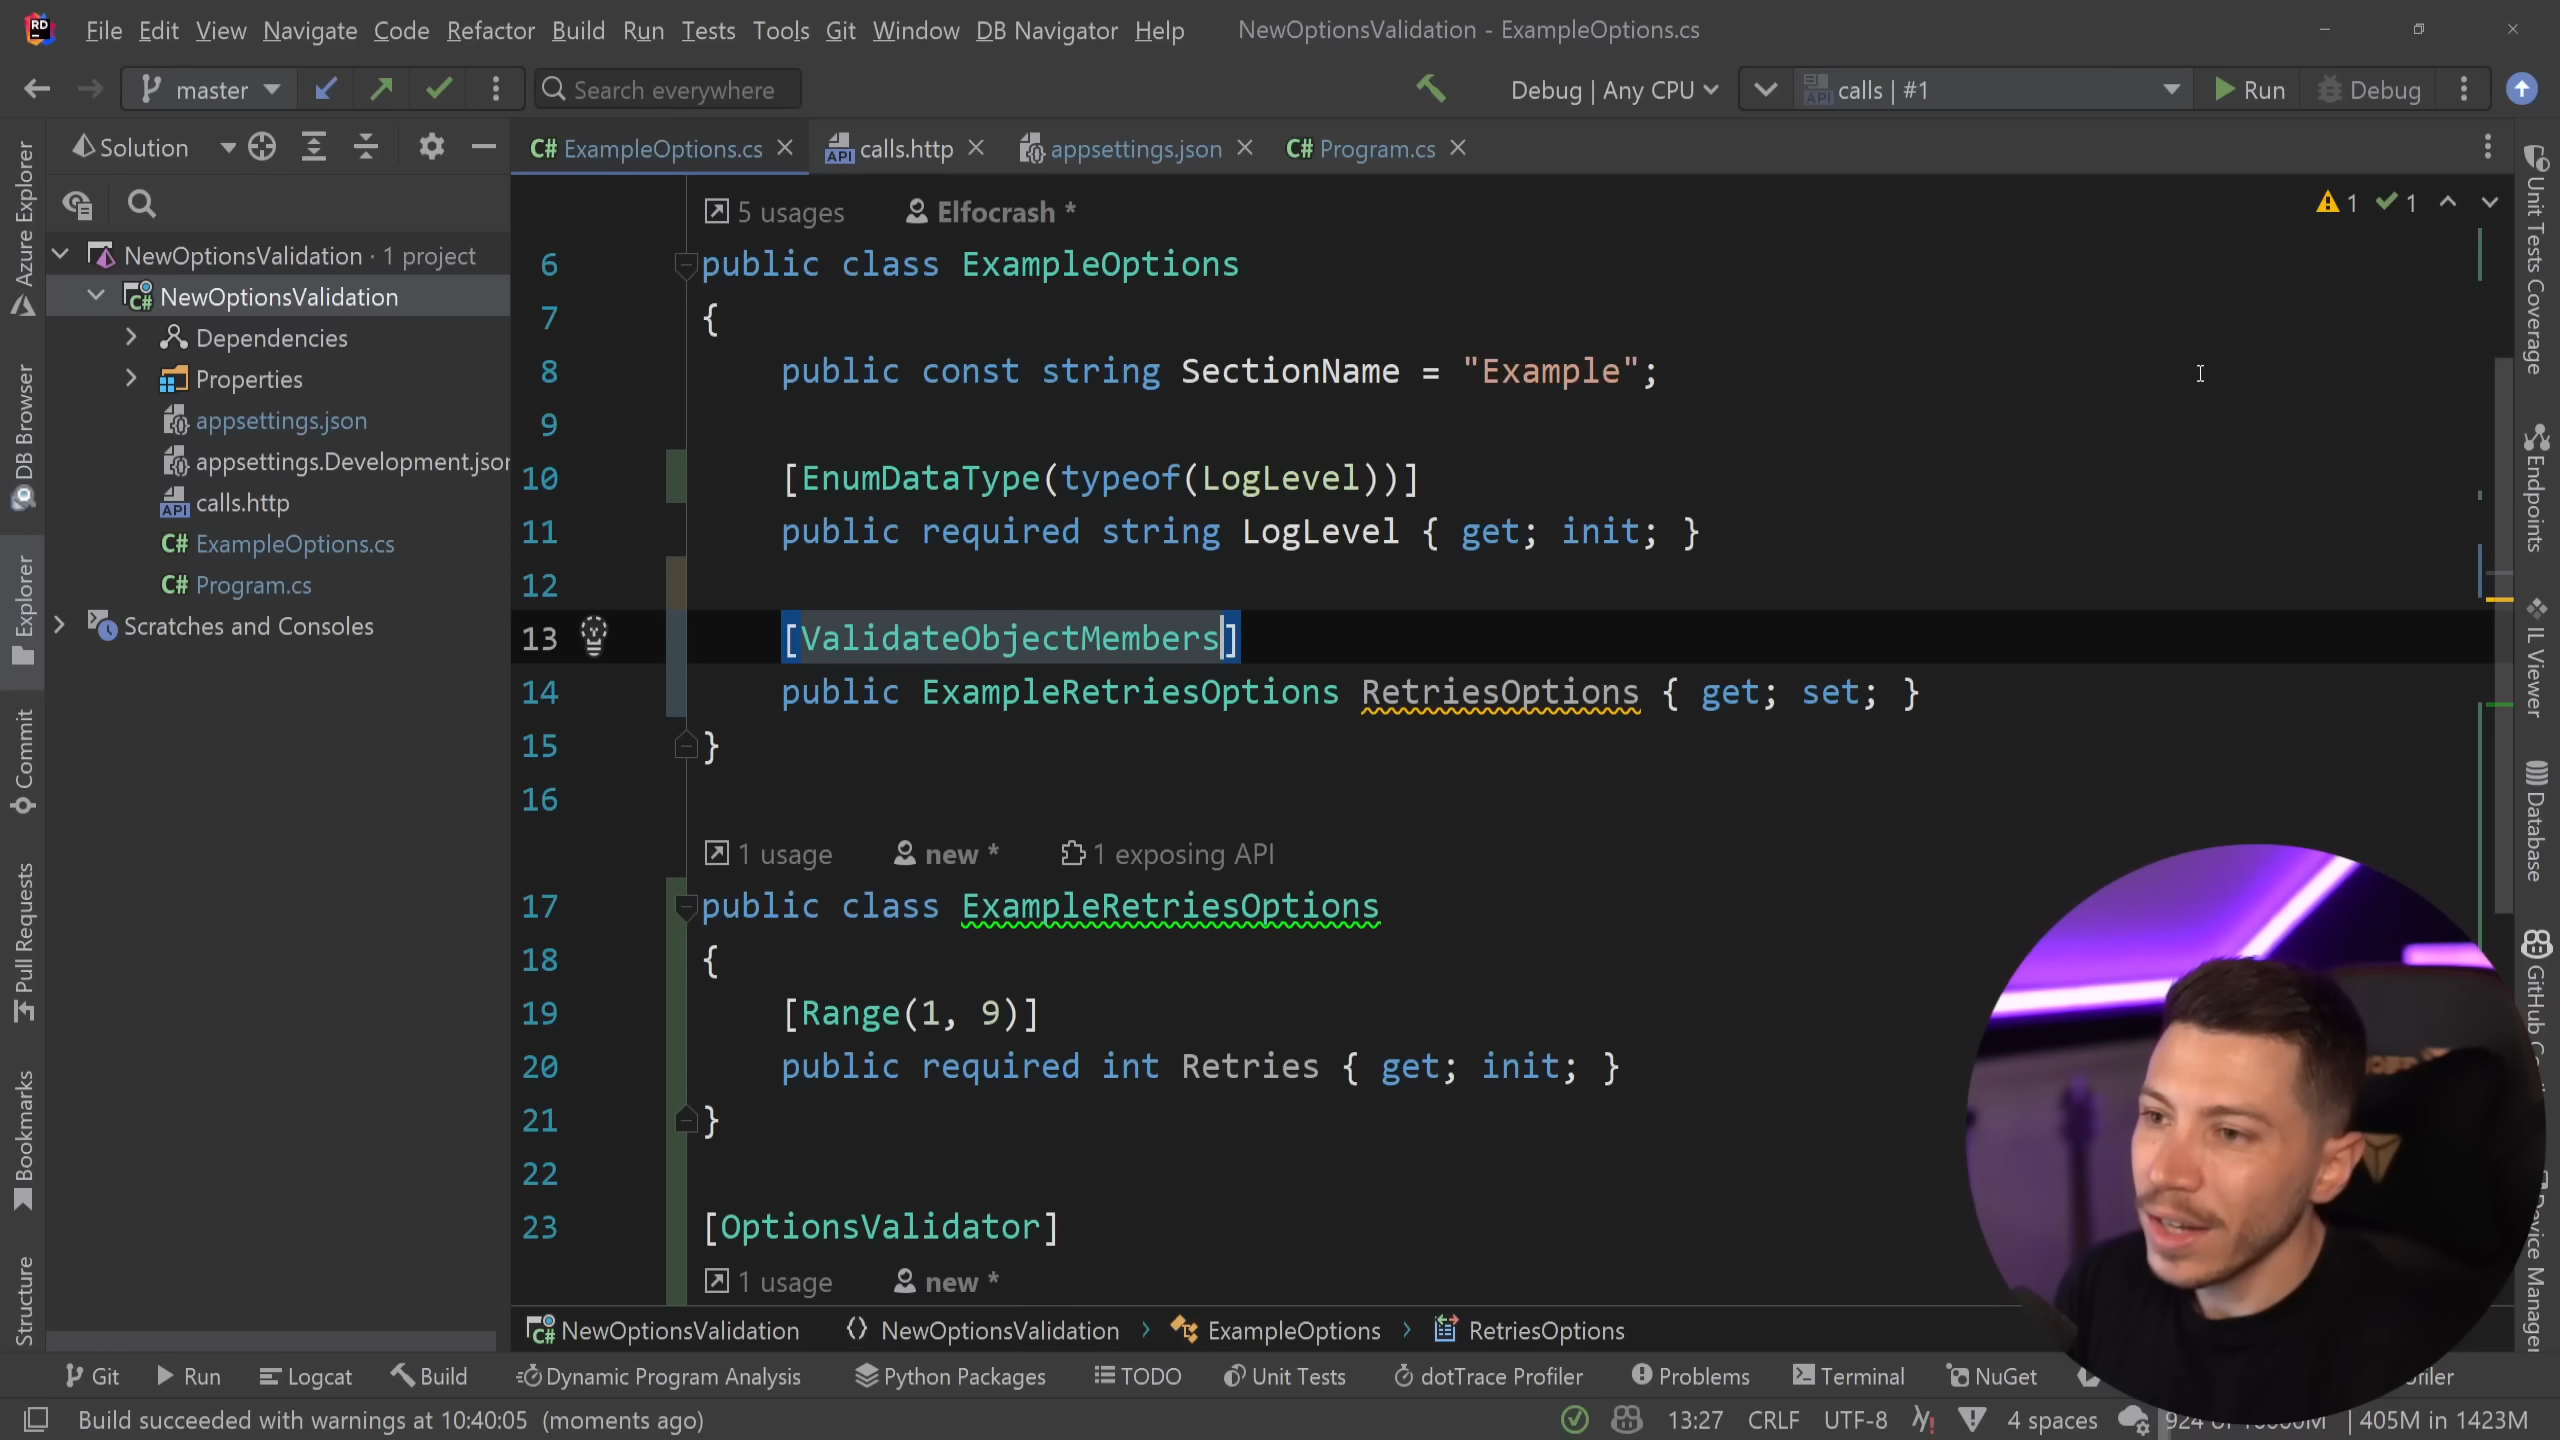 File Edit View Navigate Code Refactor Build Run Tests Tools Git Window DB Navigator Help NewOptionsValidation - ExampleOptions.cs
master Search everywhere Debug | Any CPU calls | #1 Run Debug
Solution ExampleOptions.cs calls.http appsettings.json Program.cs
Azure Explorer
DB Browser
Explorer
Commit
Pull Requests
Bookmarks
Structure
NewOptionsValidation · 1 project
NewOptionsValidation
Dependencies
Properties
appsettings.json
appsettings.Development.json
calls.http
C# ExampleOptions.cs
C# Program.cs
Scratches and Consoles
5 usages Elfocrash *
1 1
6 public class ExampleOptions
7 {
8 public const string SectionName = "Example";
9
10 [EnumDataType(typeof(LogLevel))]
11 public required string LogLevel { get; init; }
12
13 [ValidateObjectMembers]
14 public ExampleRetriesOptions RetriesOptions { get; set; }
15 }
16
1 usage new * 1 exposing API
17 public class ExampleRetriesOptions
18 {
19 [Range(1, 9)]
20 public required int Retries { get; init; }
21 }
22
23 [OptionsValidator]
1 usage new *
NewOptionsValidation NewOptionsValidation ExampleOptions RetriesOptions
Unit Tests Coverage
Endpoints
IL Viewer
Database
GitHub
Device Manager
Git Run Logcat Build Dynamic Program Analysis Python Packages TODO Unit Tests dotTrace Profiler Problems Terminal NuGet
Build succeeded with warnings at 10:40:05 (moments ago) 13:27 CRLF UTF-8 4 spaces 405M in 1423M